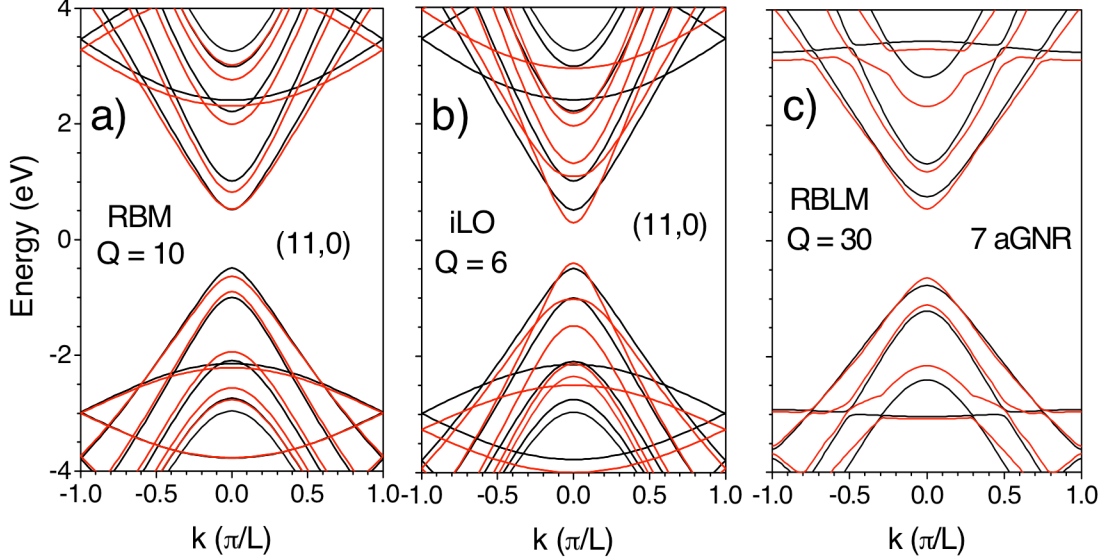 4
2
0
-2
-4
Energy (eV)
a)
RBM
Q = 10
(11,0)
-1.0 -0.5 0.0 0.5 1.0
k (π/L)
b)
iLO
Q = 6
(11,0)
-1.0 -0.5 0.0 0.5 1.0
k (π/L)
c)
RBLM
Q = 30
7 aGNR
-1.0 -0.5 0.0 0.5 1.0
k (π/L)